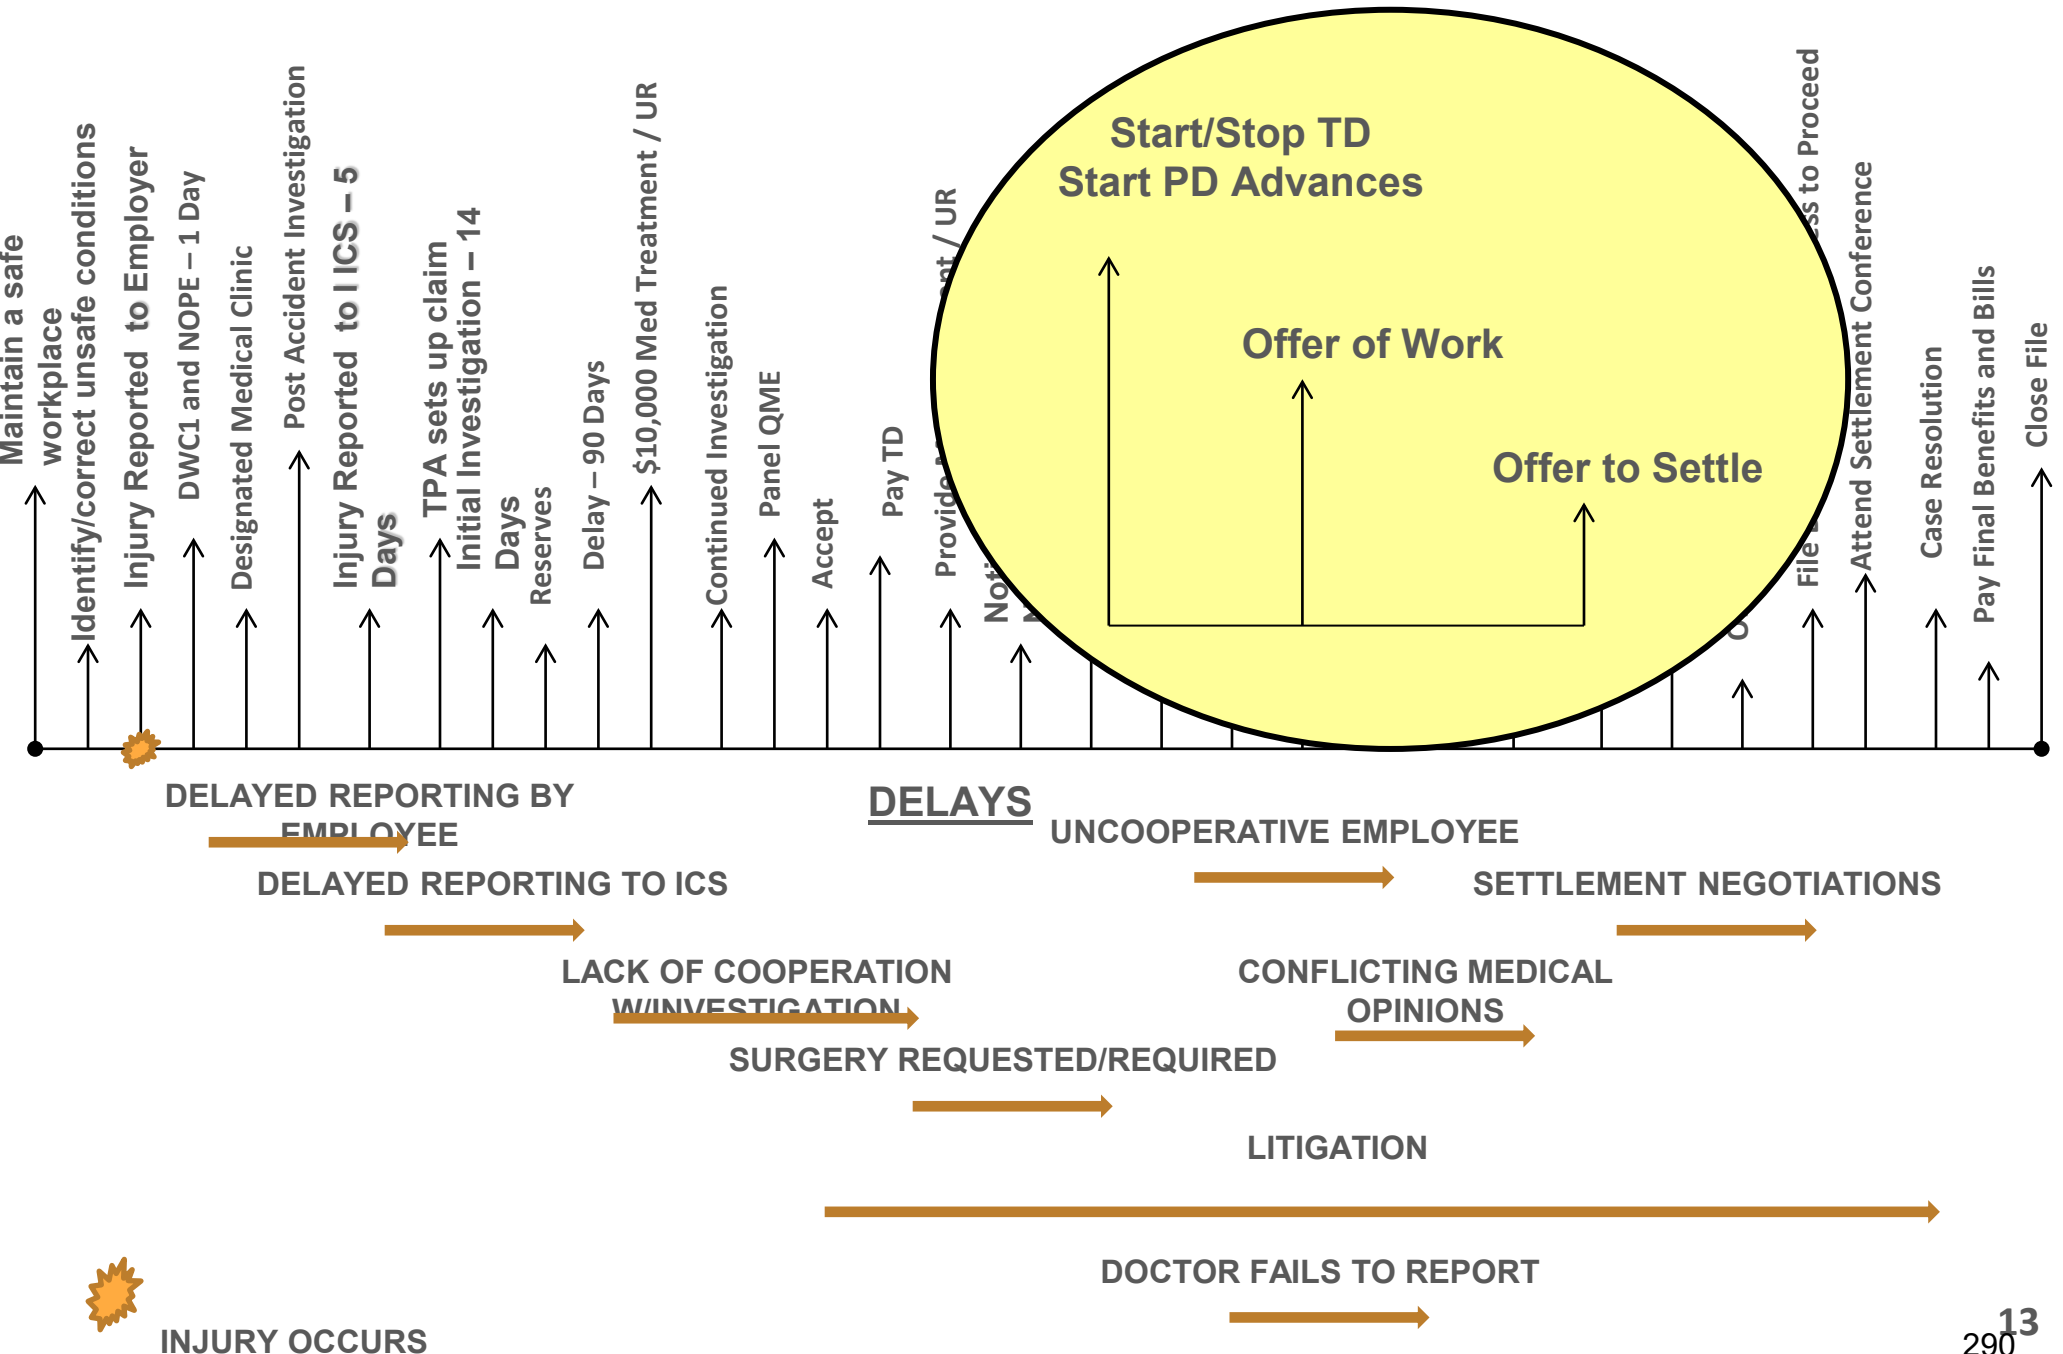 Maintain a safe
workplace
Identify/correct unsafe conditions
Injury Reported to Employer
DWC1 and NOPE – 1 Day
Designated Medical Clinic
Post Accident Investigation
Injury Reported to ICS – 5
Days
TPA sets up claim
Initial Investigation – 14
Days
Reserves
Delay – 90 Days
$10,000 Med Treatment / UR
Continued Investigation
Panel QME
Accept
Pay TD
Provide / UR
Start/Stop TD
Start PD Advances
Offer of Work
Offer to Settle
File to Proceed
Attend Settlement Conference
Case Resolution
Pay Final Benefits and Bills
Close File
DELAYED REPORTING BY
EMPLOYEE
DELAYS
UNCOOPERATIVE EMPLOYEE
DELAYED REPORTING TO ICS
SETTLEMENT NEGOTIATIONS
LACK OF COOPERATION
W/INVESTIGATION
CONFLICTING MEDICAL
OPINIONS
SURGERY REQUESTED/REQUIRED
LITIGATION
DOCTOR FAILS TO REPORT
INJURY OCCURS
13
290